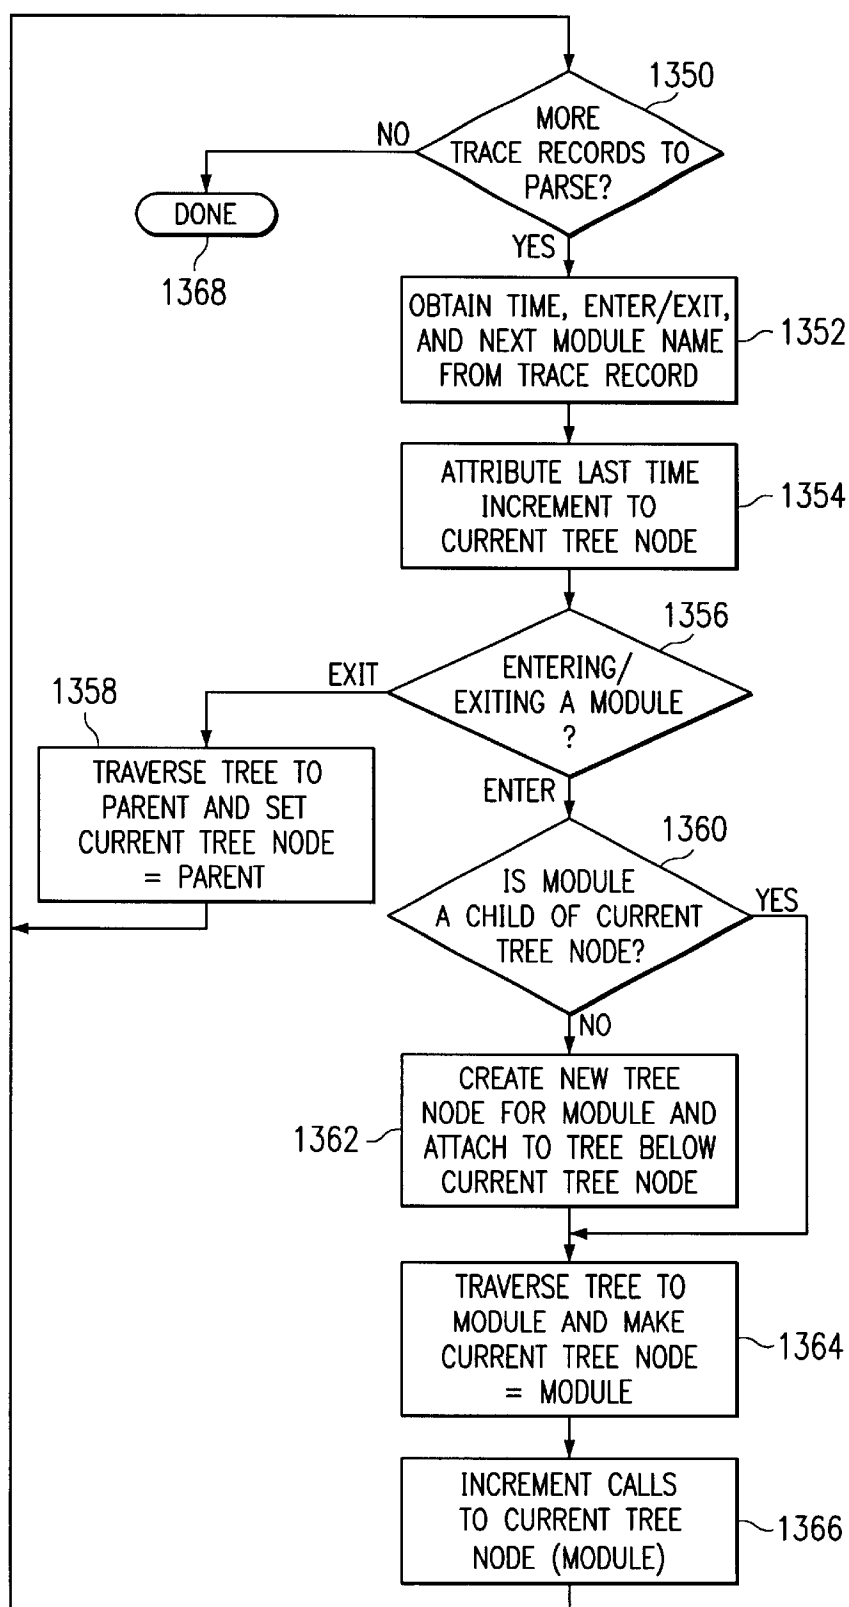 1350
MORE
TRACE RECORDS TO
PARSE?
NO
DONE
1368
YES
OBTAIN TIME, ENTER/EXIT,
AND NEXT MODULE NAME
FROM TRACE RECORD
1352
ATTRIBUTE LAST TIME
INCREMENT TO
CURRENT TREE NODE
1354
1356
ENTERING/
EXITING A MODULE
?
EXIT
1358
TRAVERSE TREE TO
PARENT AND SET
CURRENT TREE NODE
= PARENT
ENTER
1360
IS MODULE
A CHILD OF CURRENT
TREE NODE?
YES
NO
CREATE NEW TREE
NODE FOR MODULE AND
ATTACH TO TREE BELOW
CURRENT TREE NODE
1362
TRAVERSE TREE TO
MODULE AND MAKE
CURRENT TREE NODE
= MODULE
1364
INCREMENT CALLS
TO CURRENT TREE
NODE (MODULE)
1366